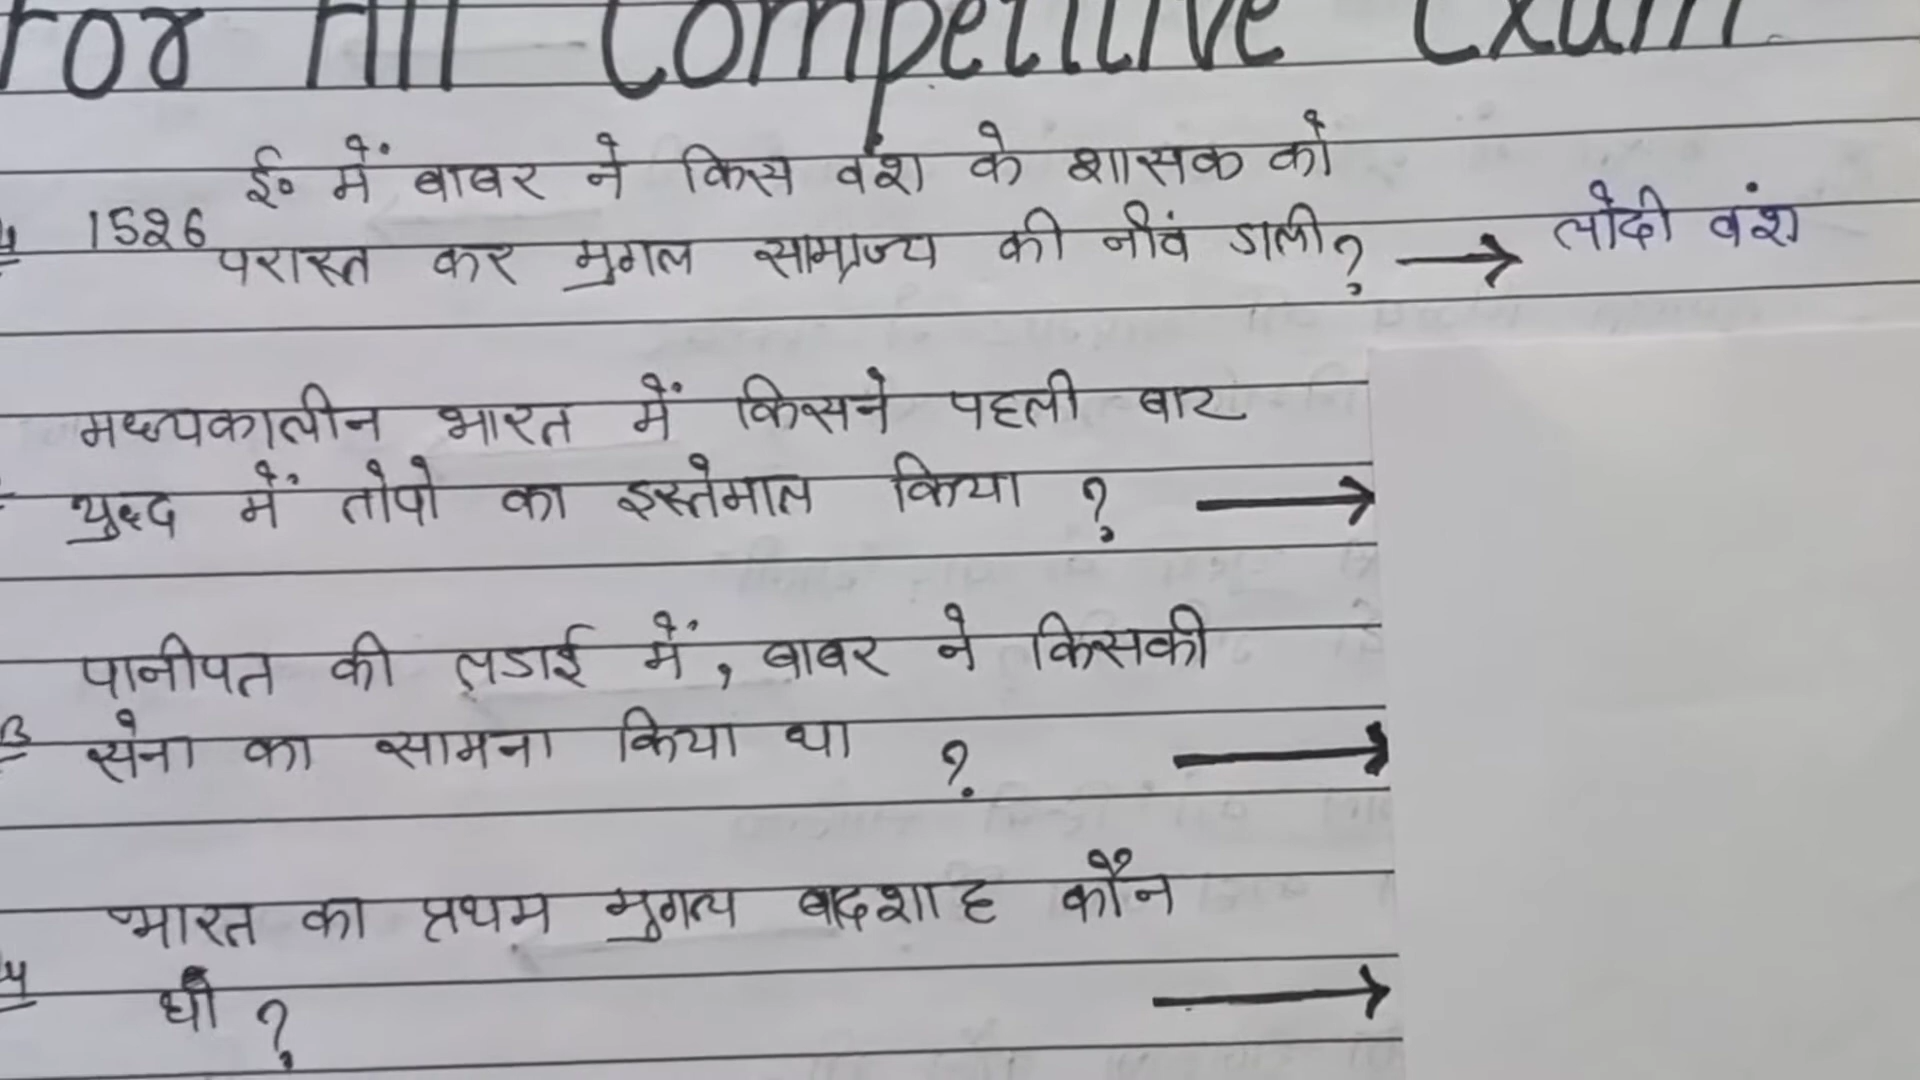 For All Competitive Exam
ई॰ में बाबर ने किस वंश के शासक को
1526
परास्त कर मुगल साम्राज्य की नीवं डाली? → लोदी वंश
मध्यकालीन भारत में किसने पहली बार
युद्ध में तोपो का इस्तेमाल किया ? →
पानीपत की लडाई में, बाबर ने किसकी
3 सेना का सामना किया था ? →
भारत का प्रथम मुगल बादशाह कौन
4 थी ? →